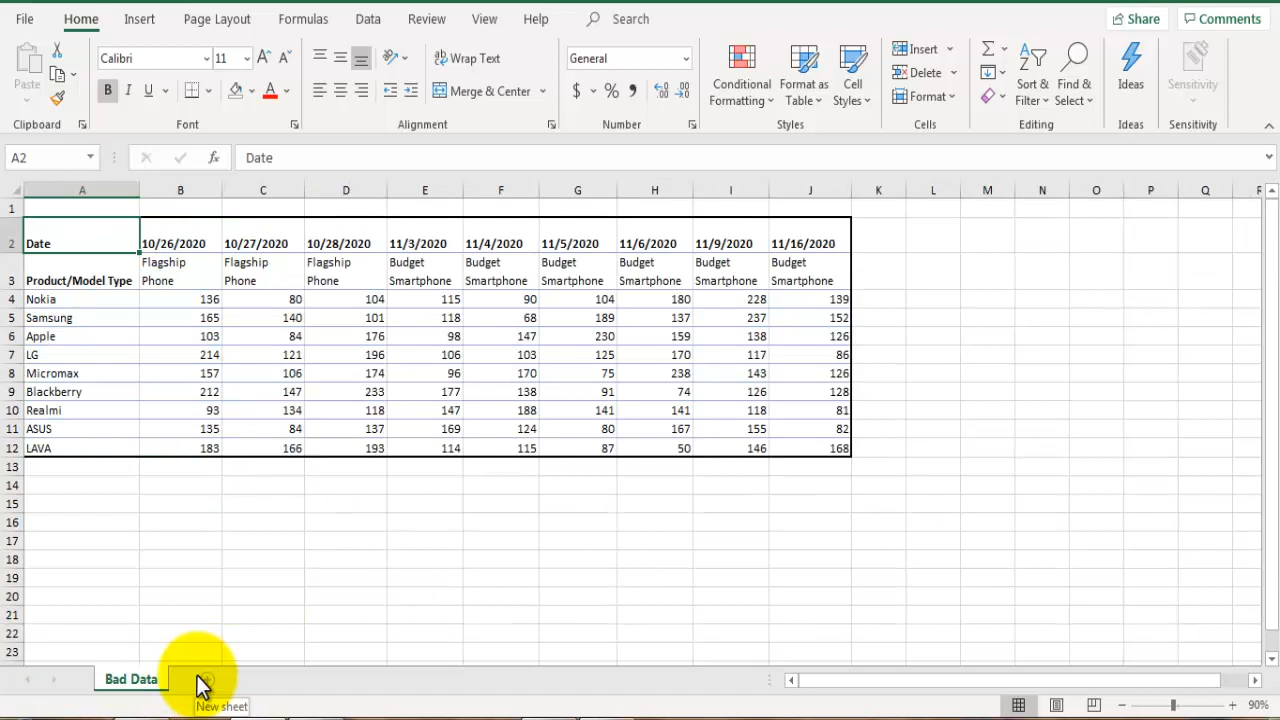 File Home Insert Page Layout Formulas Data Review View Help Search Share Comments
Paste
Clipboard
Calibri 11
B I U
Font
Wrap Text
Merge & Center
Alignment
General
$ % 9
Number
Conditional Formatting
Format as Table
Cell Styles
Styles
Insert
Delete
Format
Cells
Sort & Filter
Find & Select
Editing
Ideas
Ideas
Sensitivity
Sensitivity
A2 fx Date
A B C D E F G H I J K L M N O P Q R
1
2 Date 10/26/2020 10/27/2020 10/28/2020 11/3/2020 11/4/2020 11/5/2020 11/6/2020 11/9/2020 11/16/2020
Flagship Flagship Flagship Budget Budget Budget Budget Budget Budget
3 Product/Model Type Phone Phone Phone Smartphone Smartphone Smartphone Smartphone Smartphone Smartphone
4 Nokia 136 80 104 115 90 104 180 228 139
5 Samsung 165 140 101 118 68 189 137 237 152
6 Apple 103 84 176 98 147 230 159 138 126
7 LG 214 121 196 106 103 125 170 117 86
8 Micromax 157 106 174 96 170 75 238 143 126
9 Blackberry 212 147 233 177 138 91 74 126 128
10 Realmi 93 134 118 147 188 141 141 118 81
11 ASUS 135 84 137 169 124 80 167 155 82
12 LAVA 183 166 193 114 115 87 50 146 168
13
14
15
16
17
18
19
20
21
22
23
Bad Data
New sheet
90%